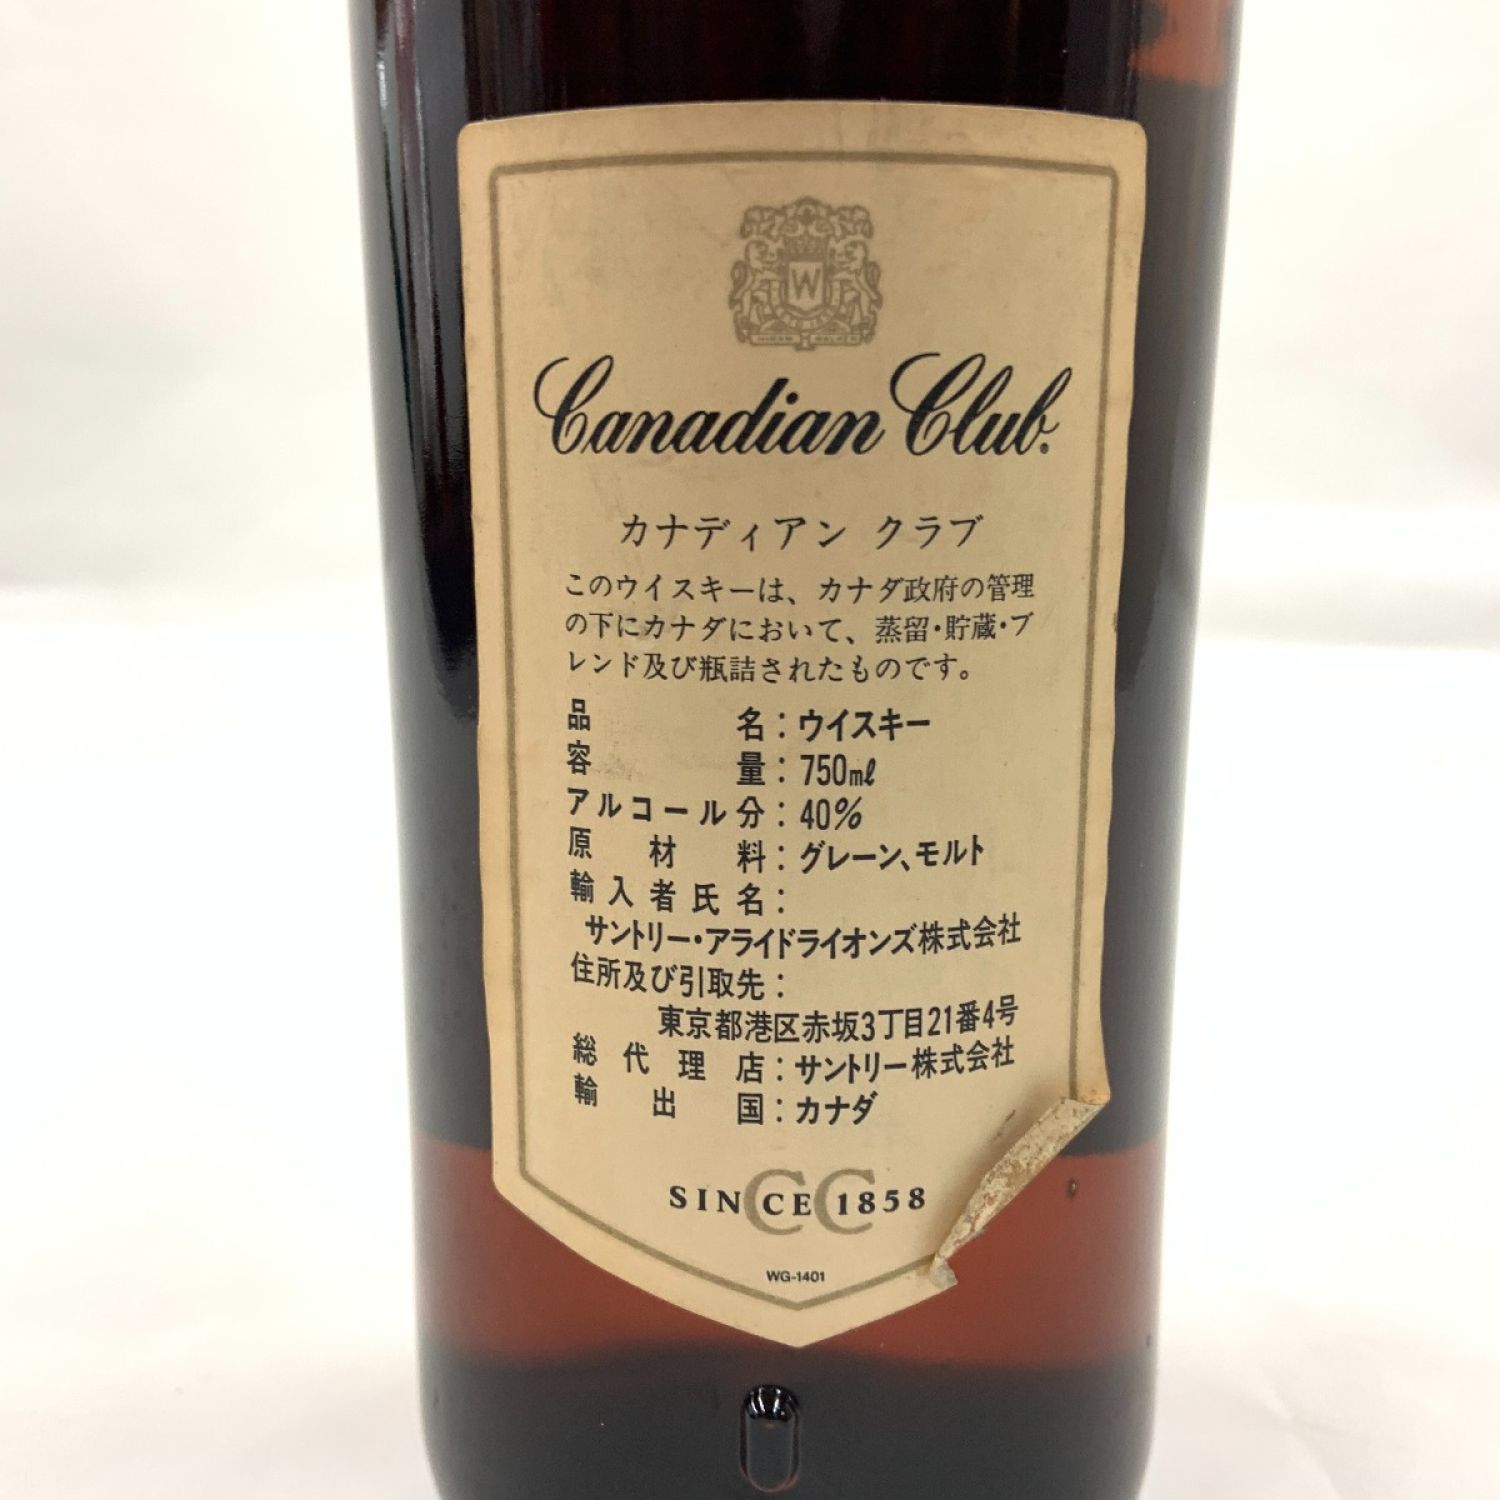 W
HIRAM WALKER
Canadian Club.
カナディアン クラブ
このウイスキーは、カナダ政府の管理
の下にカナダにおいて、蒸留・貯蔵・ブ
レンド及び瓶詰されたものです。
品名：ウイスキー
容量：750mℓ
アルコール分：40%
原材料：グレーン、モルト
輸入者氏名：
サントリー・アライドライオンズ株式会社
住所及び引取先：
東京都港区赤坂3丁目21番4号
総代理店：サントリー株式会社
輸出国：カナダ
CC
SINCE 1858
WG-1401